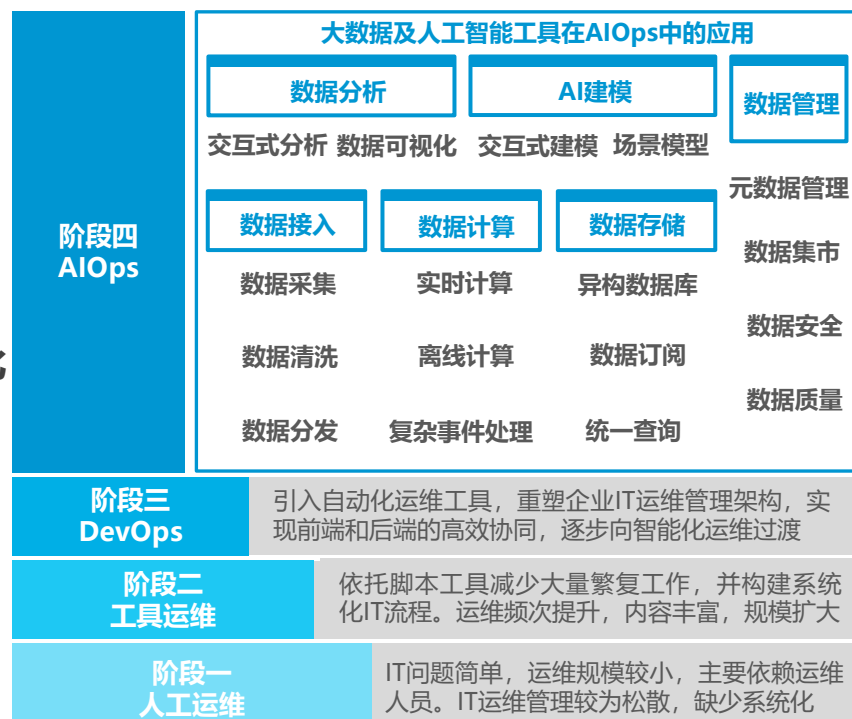 大数据及人工智能工具在AIOps中的应用
数据分析
AI建模
数据管理
交互式分析 数据可视化 交互式建模 场景模型
元数据管理
数据集市
数据安全
数据质量
数据接入
数据计算
数据存储
数据采集
实时计算
异构数据库
数据清洗
离线计算
数据订阅
数据分发
复杂事件处理
统一查询
阶段四
AIOps
阶段三
DevOps
引入自动化运维工具，重塑企业IT运维管理架构，实
现前端和后端的高效协同，逐步向智能化运维过渡
阶段二
工具运维
依托脚本工具减少大量繁复工作，并构建系统
化IT流程。运维频次提升，内容丰富，规模扩大
阶段一
人工运维
IT问题简单，运维规模较小，主要依赖运维
人员。IT运维管理较为松散，缺少系统化